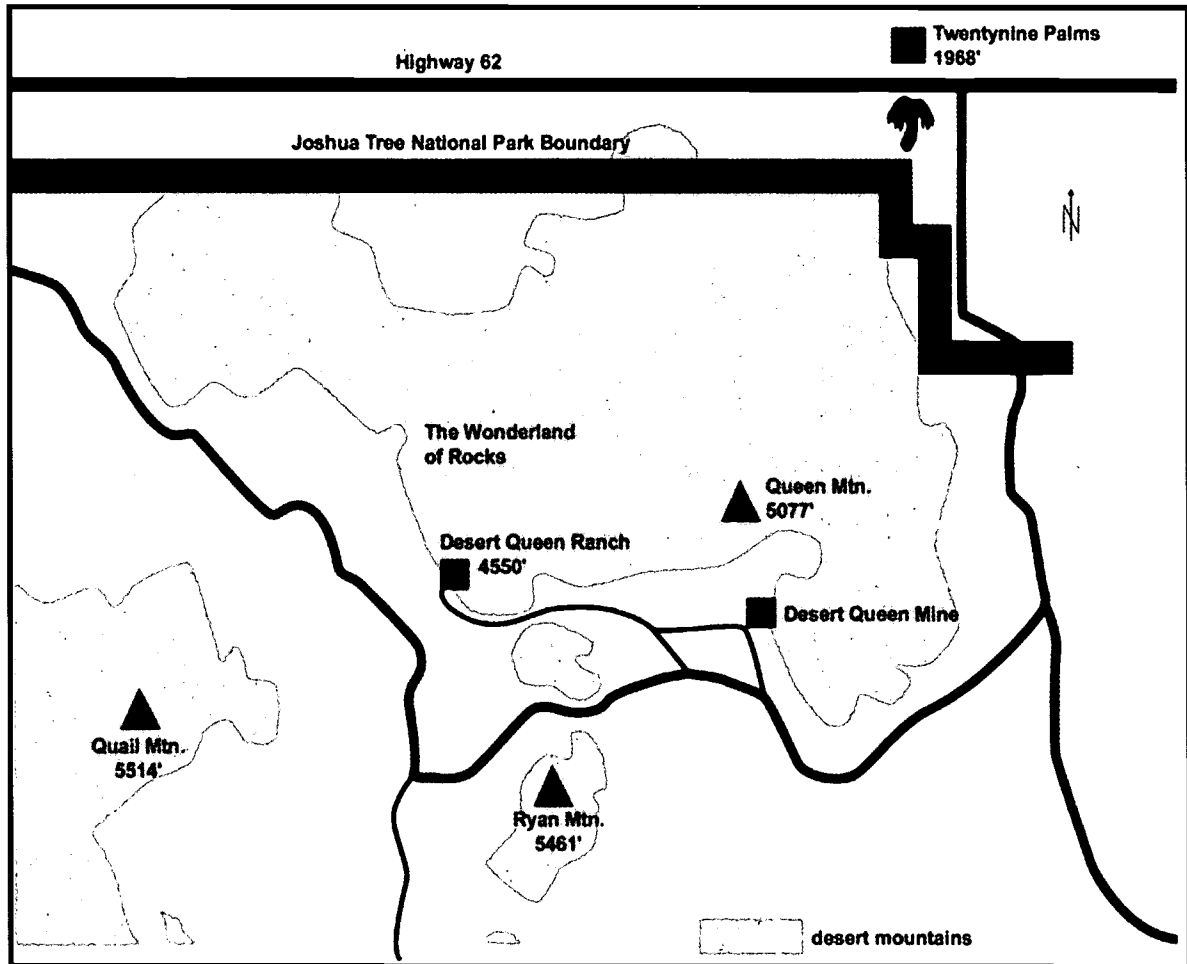 Twentynine Palms
1968'
Highway 62
Joshua Tree National Park Boundary
N
The Wonderland
of Rocks
Queen Mtn.
5077'
Desert Queen Ranch
4550'
Desert Queen Mine
Quail Mtn.
5514'
Ryan Mtn.
5461'
desert mountains